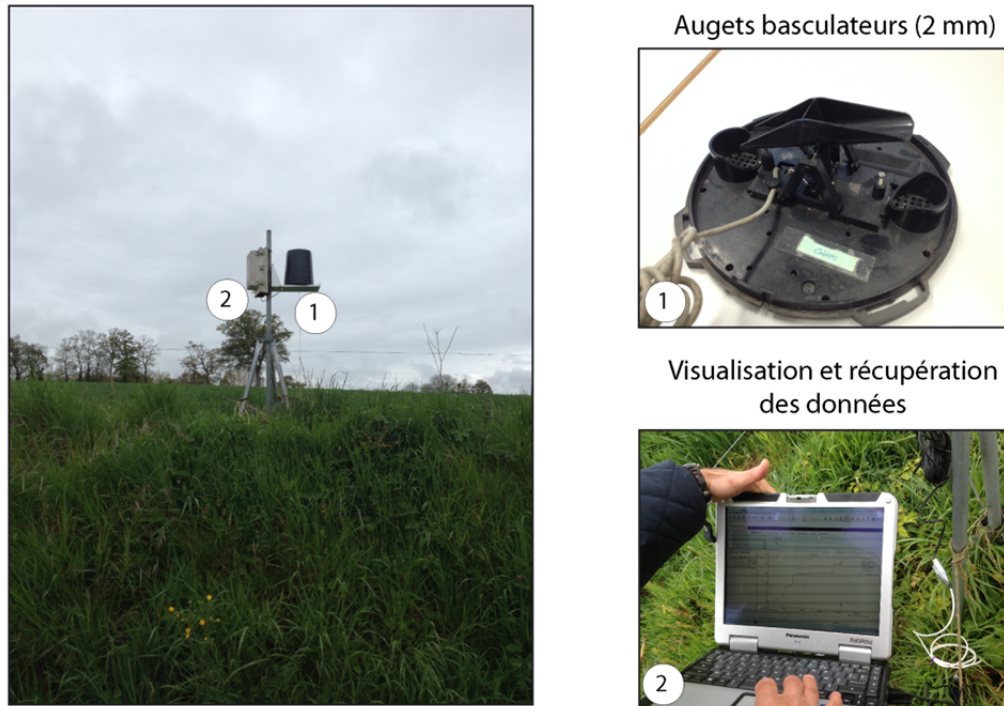 Augets basculateurs (2 mm)
2
1
1
Visualisation et récupération
des données
Panasonic
2